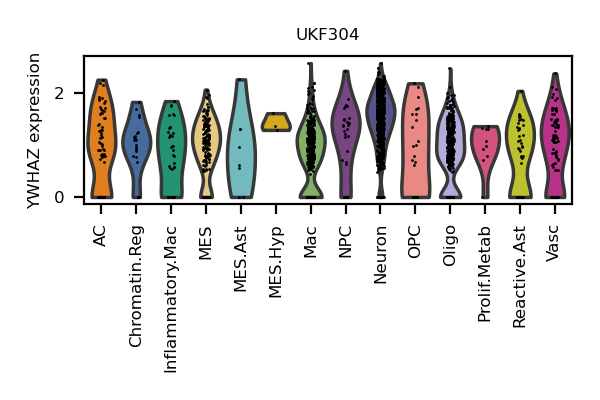 UKF304
YWHAZ expression
2
0
AC
Chromatin.Reg
Inflammatory.Mac
MES
MES.Ast
MES.Hyp
Mac
NPC
Neuron
OPC
Oligo
Prolif.Metab
Reactive.Ast
Vasc